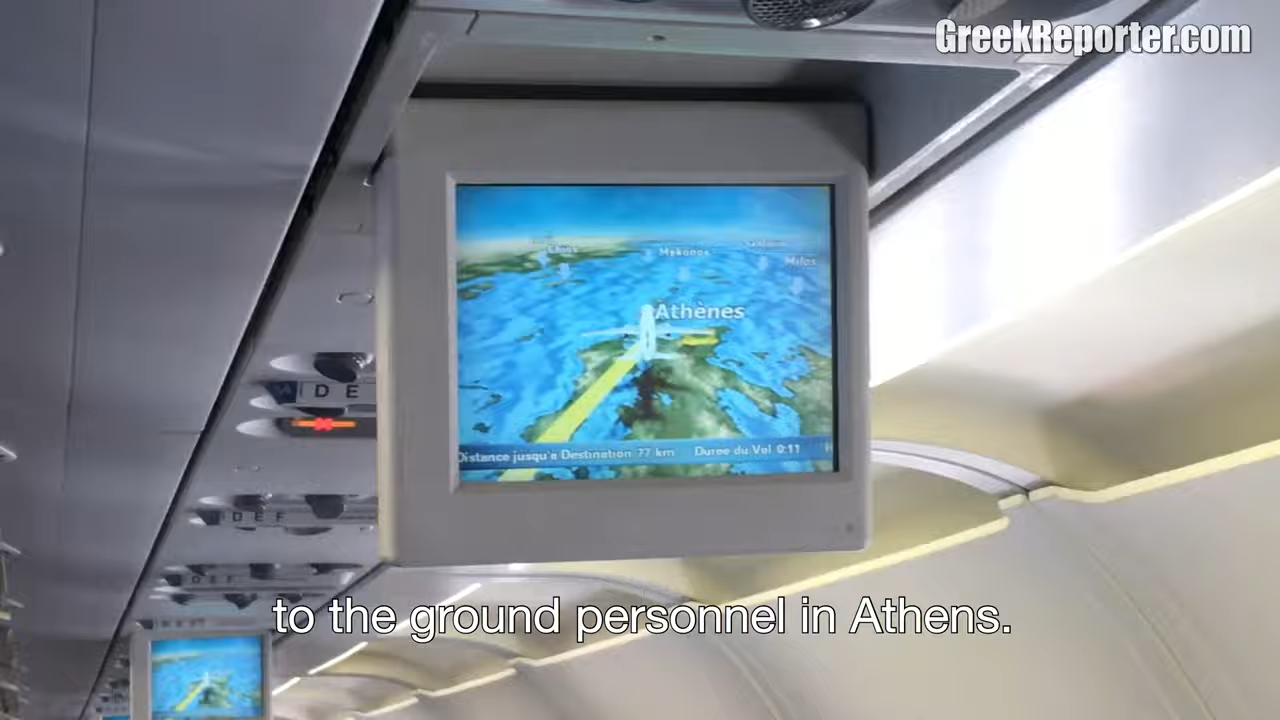 GreekReporter.com
Mykonos
Milos
Athènes
D E
Distance jusqu'a Destination 77 km Duree du Vol 0:11
D E F
D E F
to the ground personnel in Athens.